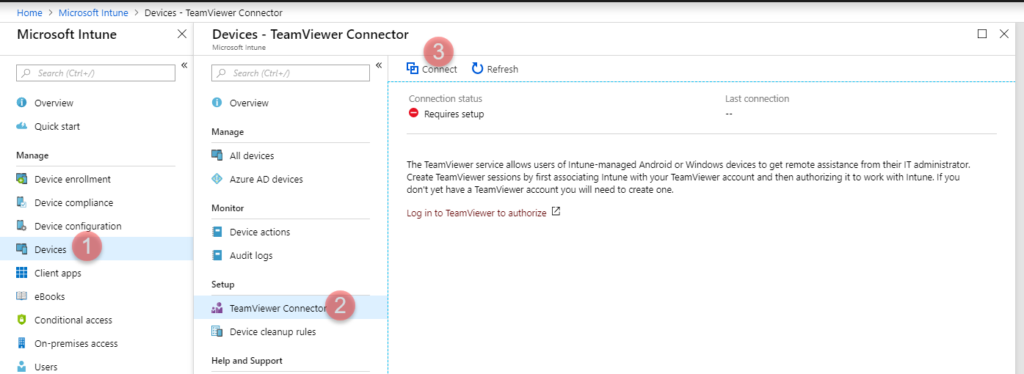 Home > Microsoft Intune > Devices - TeamViewer Connector
Microsoft Intune
Search (Ctrl+/)
Overview
Quick start
Manage
Device enrollment
Device compliance
Device configuration
Devices
1
Client apps
eBooks
Conditional access
On-premises access
Users
Devices - TeamViewer Connector
Microsoft Intune
Search (Ctrl+/)
Overview
Manage
All devices
Azure AD devices
Monitor
Device actions
Audit logs
Setup
TeamViewer Connector
2
Device cleanup rules
Help and Support
3
Connect
Refresh
Connection status
Requires setup
Last connection
--
The TeamViewer service allows users of Intune-managed Android or Windows devices to get remote assistance from their IT administrator.
Create TeamViewer sessions by first associating Intune with your TeamViewer account and then authorizing it to work with Intune. If you
don't yet have a TeamViewer account you will need to create one.
Log in to TeamViewer to authorize